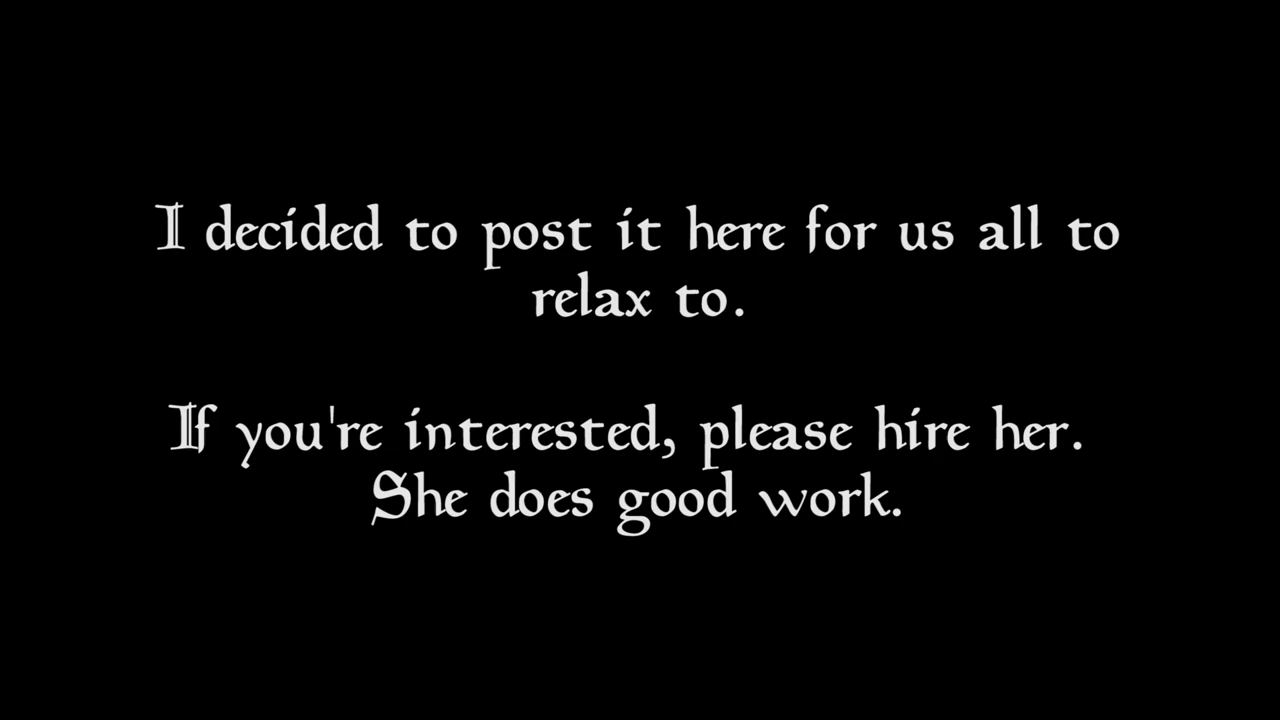 I decided to post it here for us all to
relax to.
If you're interested, please hire her.
She does good work.